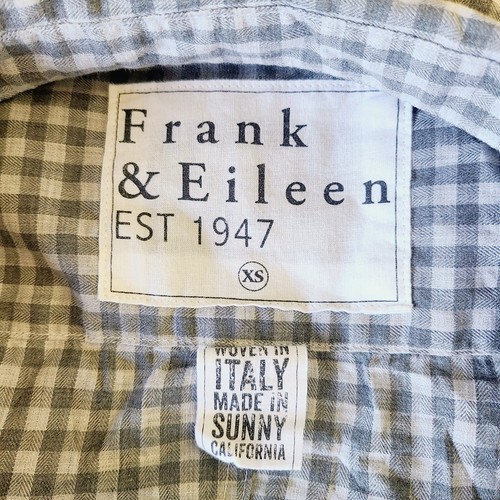 Frank
& Eileen
EST 1947
XS
WOVEN IN
ITALY
MADE IN
SUNNY
CALIFORNIA